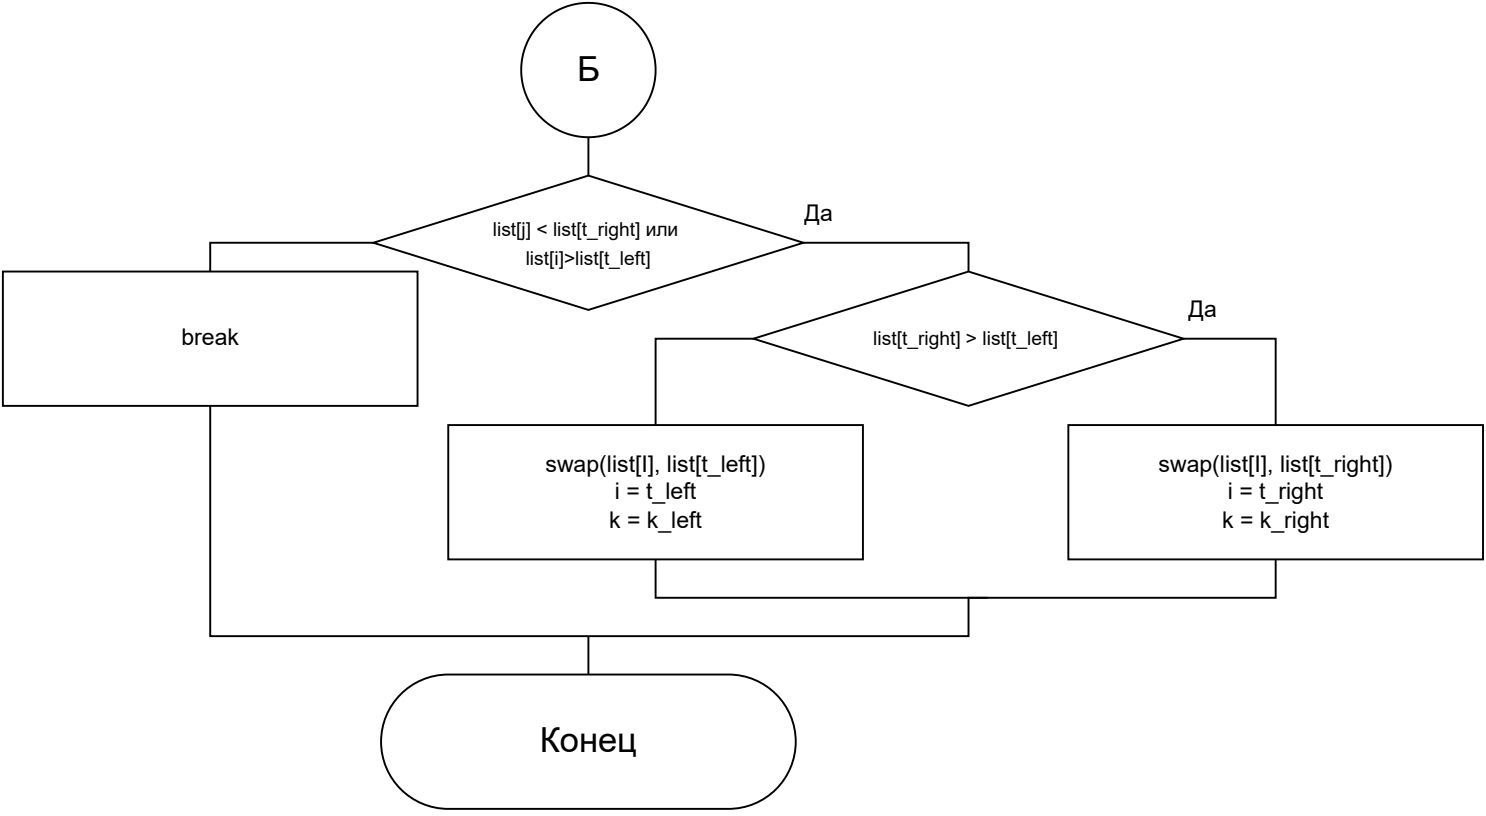 Б
Да
list[j] < list[t_right] или
list[i]>list[t_left]
Да
break
list[t_right] > list[t_left]
swap(list[I], list[t_left])
i = t_left
k = k_left
swap(list[I], list[t_right])
i = t_right
k = k_right
Конец